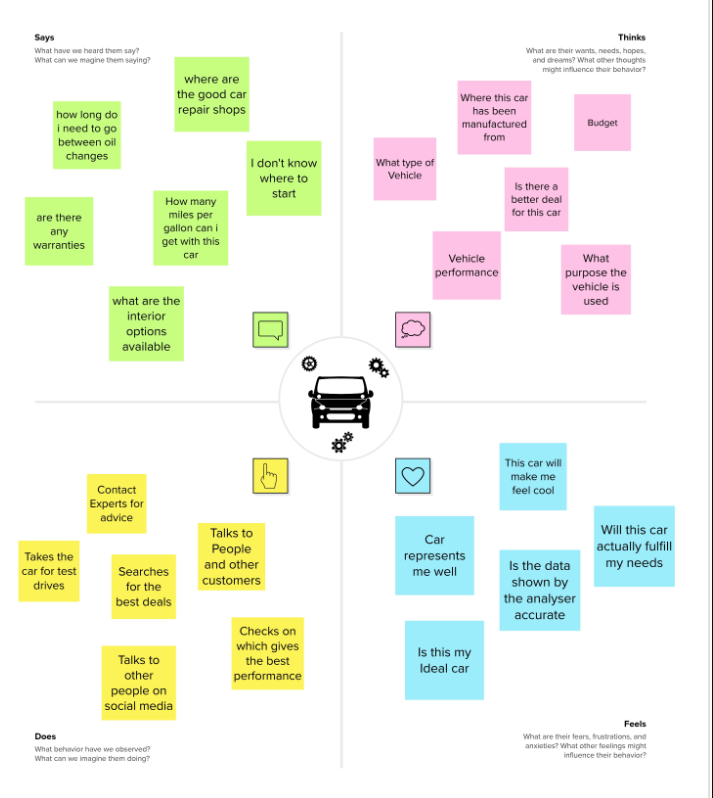 Says
What have we heard them say?
What can we magine them saying?
where are
the good car
repair shops
how long do
i need to go
between oil
changes
I don't know
where to
start
are there
any
warranties
How many
miles per
gallon can i
get with this
car
what are the
interior
options
available
Thinks
What are their wants, needs, hopes,
and dreams? What other thoughts
might influence their behavior?
Where this car
has been
manufactured
from
Budget
What type of
Vehicle
Is there a
better deal
for this car
Vehicle
performance
What
purpose the
vehicle is
used
Contact
Experts for
advice
Takes the
car for test
drives
Searches
for the
best deals
Talks to
People
and other
customers
Checks on
which gives
the best
performance
Talks to
other
people on
social media
Does
What behavior have we observed?
What can we imagine them doing?
This car will
make me
feel cool
Car
represents
me well
Will this car
actually fulfill
my needs
Is the data
shown by
the analyser
accurate
Is this my
Ideal car
Feels
What are their fears, frustrations, and
anxieties? What other feelings might
influence their behavior?